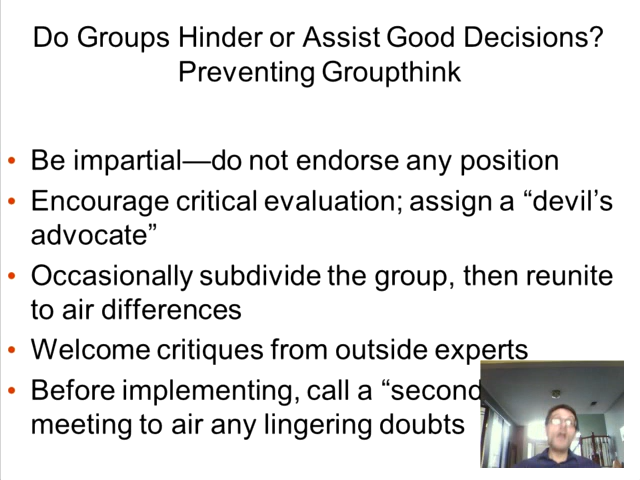 Do Groups Hinder or Assist Good Decisions?
Preventing Groupthink
• Be impartial—do not endorse any position
• Encourage critical evaluation; assign a “devil’s
advocate”
• Occasionally subdivide the group, then reunite
to air differences
• Welcome critiques from outside experts
• Before implementing, call a “second
meeting to air any lingering doubts